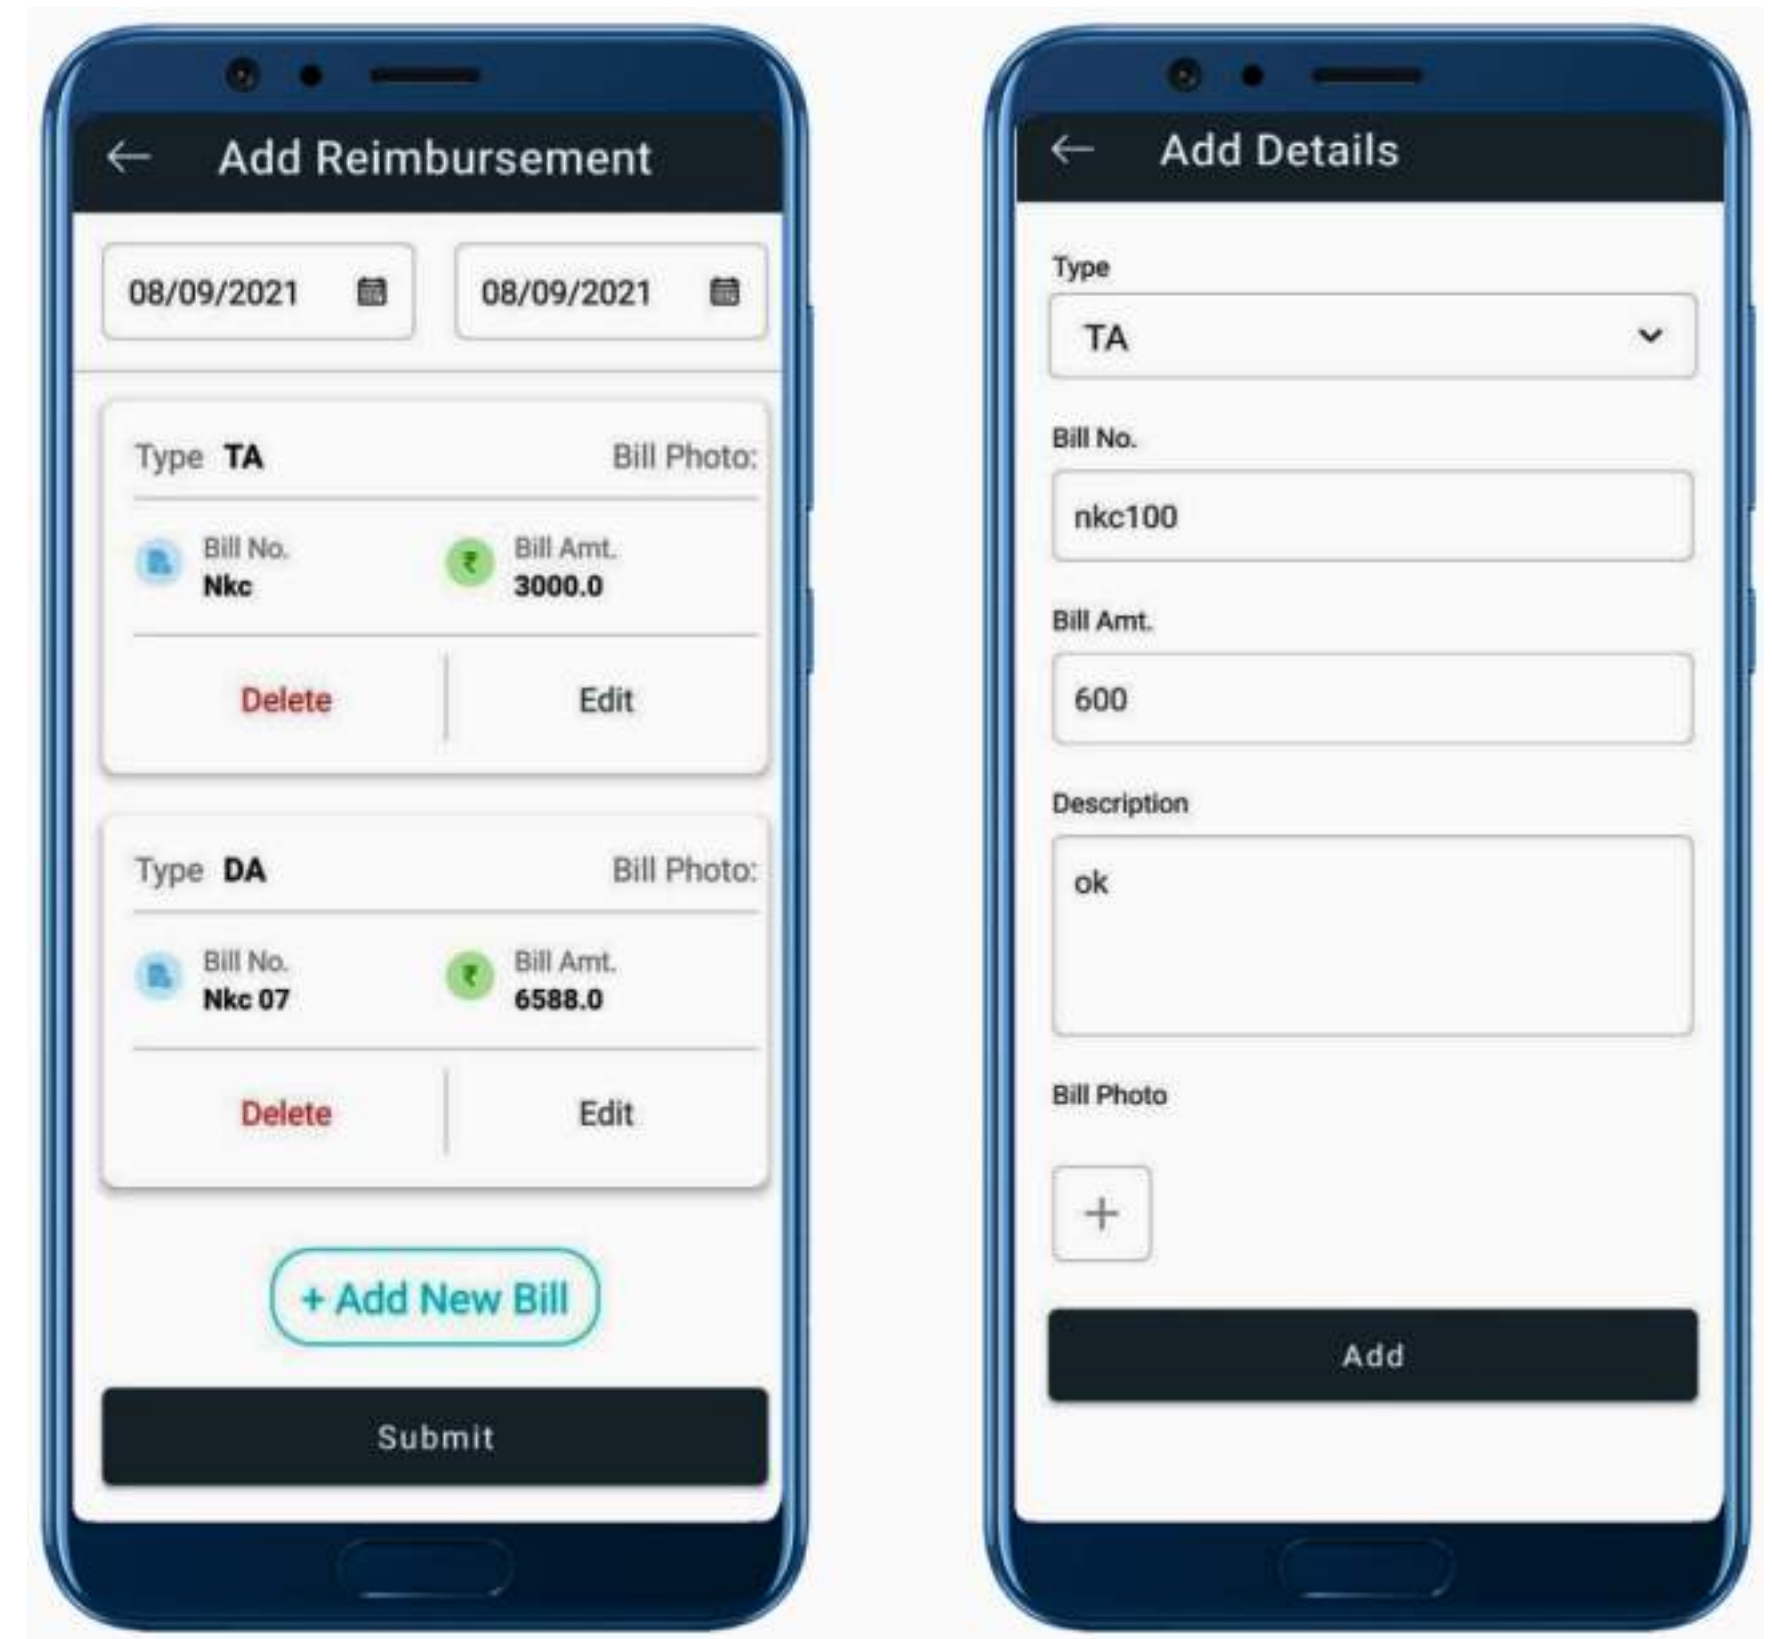 Add Reimbursement
08/09/2021 08/09/2021
Type TA Bill Photo:
Bill No. Bill Amt.
Nkc 3000.0
Delete Edit
Type DA Bill Photo:
Bill No. Bill Amt.
Nkc 07 6588.0
Delete Edit
+ Add New Bill
Submit
Add Details
Type
TA
Bill No.
nkc100
Bill Amt.
600
Description
ok
Bill Photo
+
Add